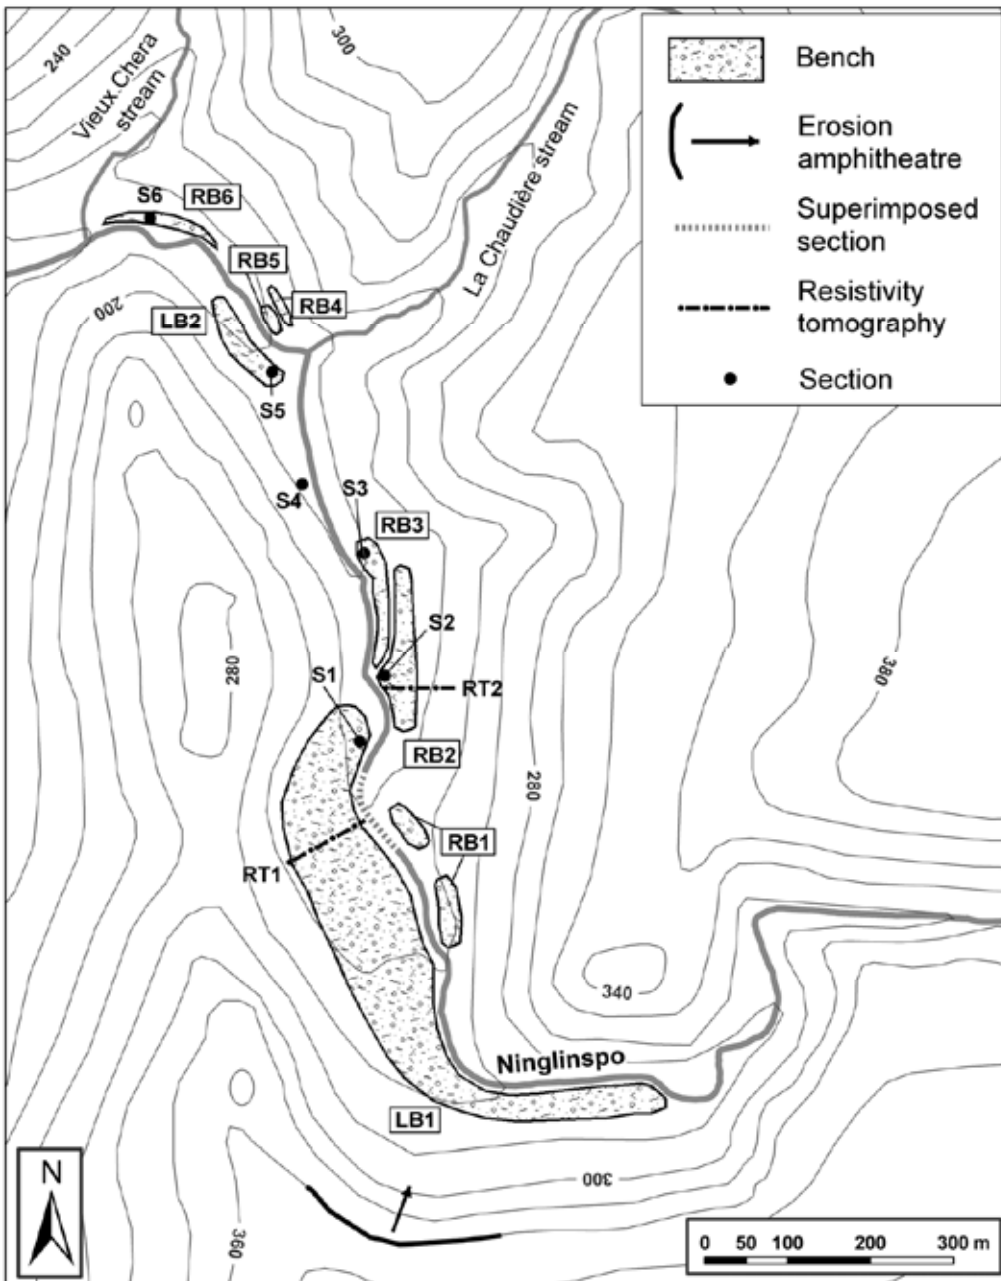 240
300
Vieux Chera
stream
La Chaudière stream
S6
RB6
RB5
RB4
200
LB2
S5
S4
S3
RB3
S2
280
S1
RT2
380
RB2
280
RB1
RT1
340
Ninglinspo
LB1
300
360
Bench
Erosion
amphitheatre
Superimposed
section
Resistivity
tomography
Section
N
0 50 100 200 300 m